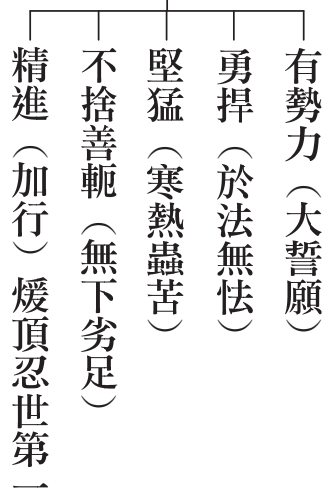 有勢力（大誓願）
勇捍（於法無怯）
堅猛（寒熱蟲苦）
不捨善軛（無下劣足）
精進（加行）煖頂忍世第一